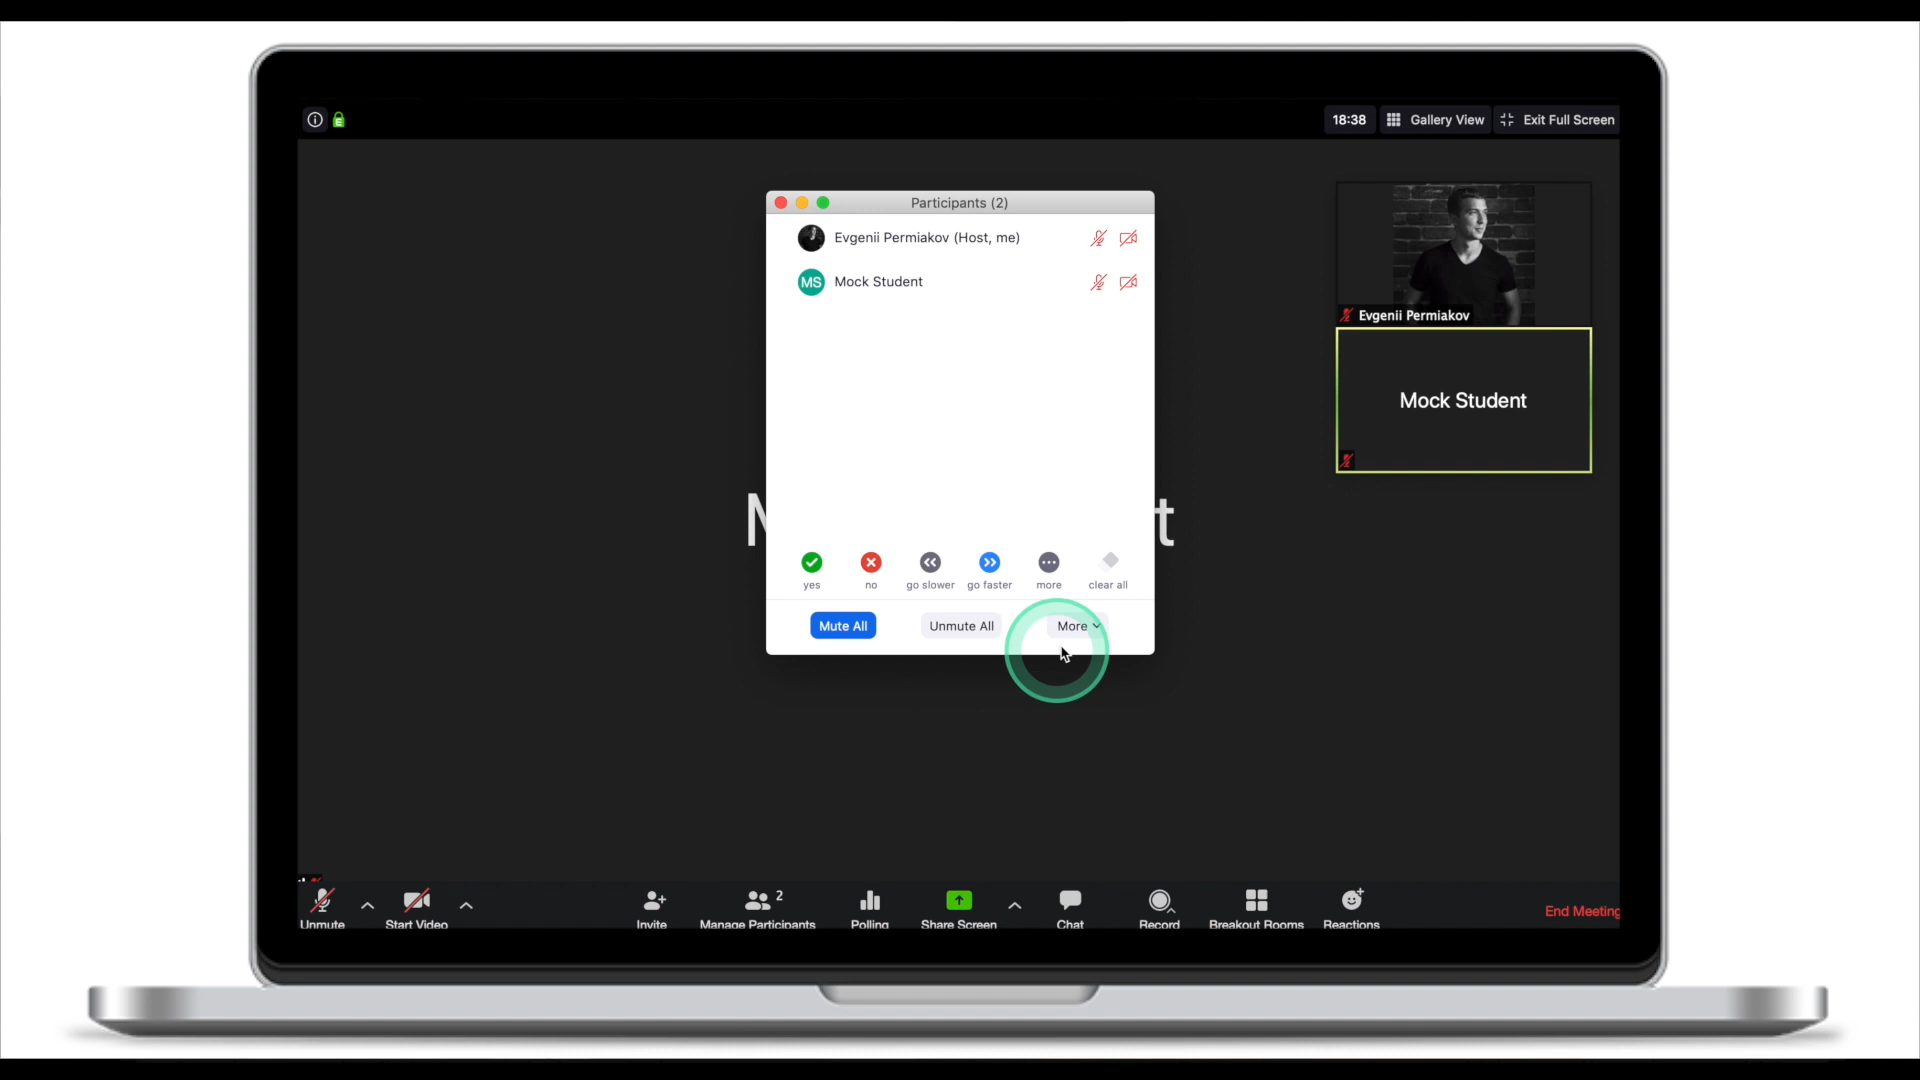 18:38
Gallery View
Exit Full Screen
Participants (2)
Evgenii Permiakov (Host, me)
MS
Mock Student
Evgenii Permiakov
Mock Student
M
t
yes
no
go slower
go faster
more
clear all
Mute All
Unmute All
More
Unmute
Start Video
Invite
2
Manage Participants
Polling
Share Screen
Chat
Record
Breakout Rooms
Reactions
End Meeting